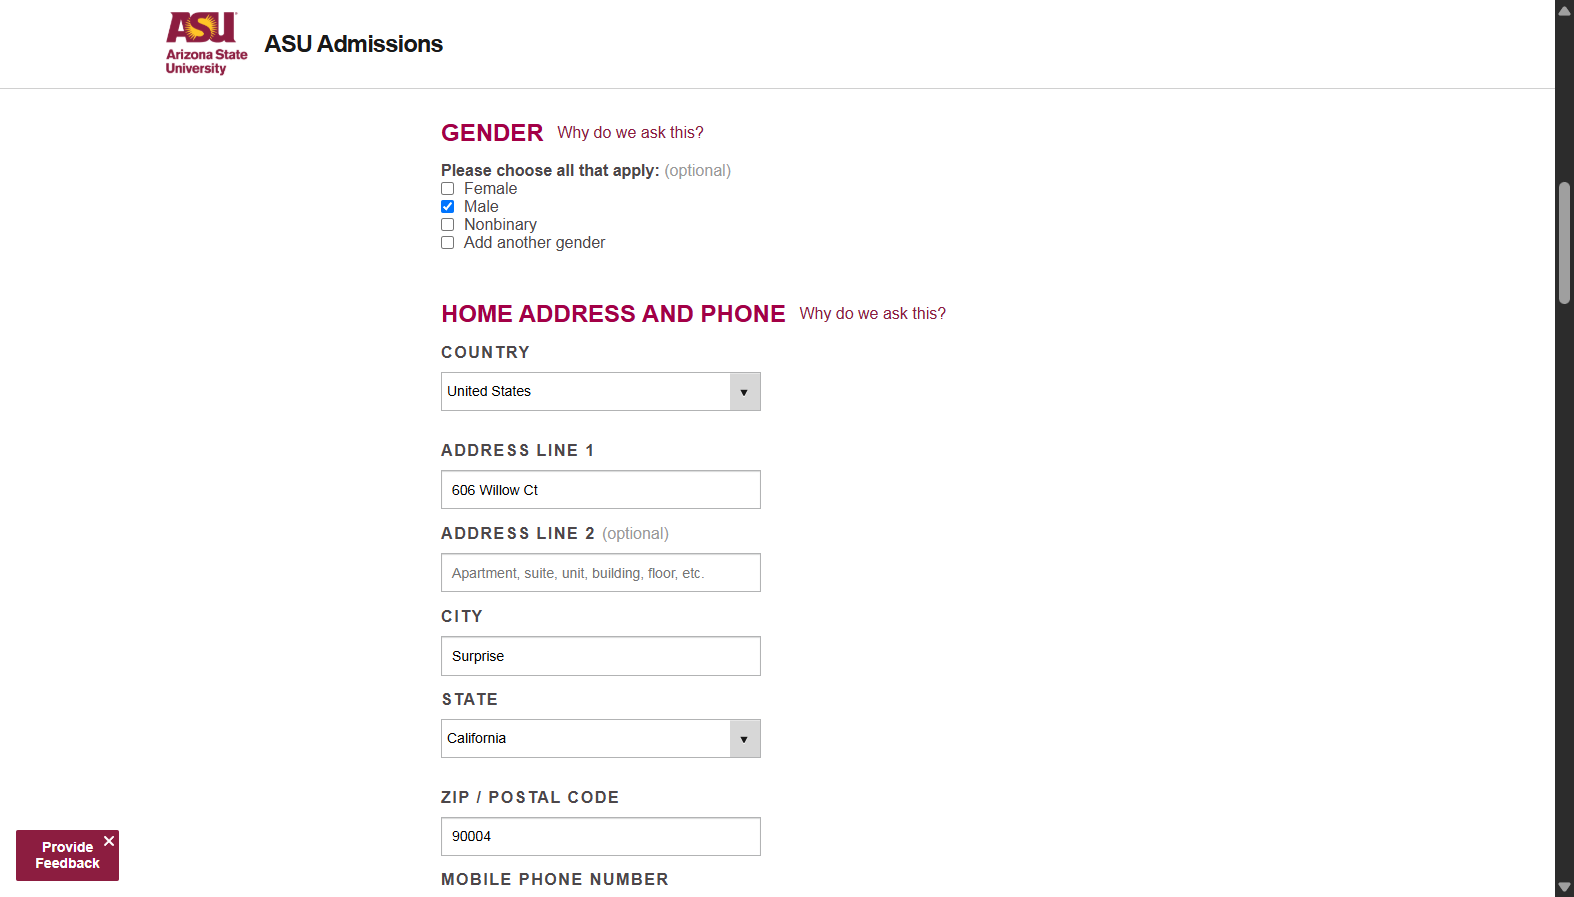 ASU
Arizona State
University
ASU Admissions
GENDER Why do we ask this?
Please choose all that apply: (optional)
Female
Male
Nonbinary
Add another gender
HOME ADDRESS AND PHONE Why do we ask this?
COUNTRY
United States
ADDRESS LINE 1
606 Willow Ct
ADDRESS LINE 2 (optional)
Apartment, suite, unit, building, floor, etc.
CITY
Surprise
STATE
California
ZIP / POSTAL CODE
90004
MOBILE PHONE NUMBER
Provide
Feedback